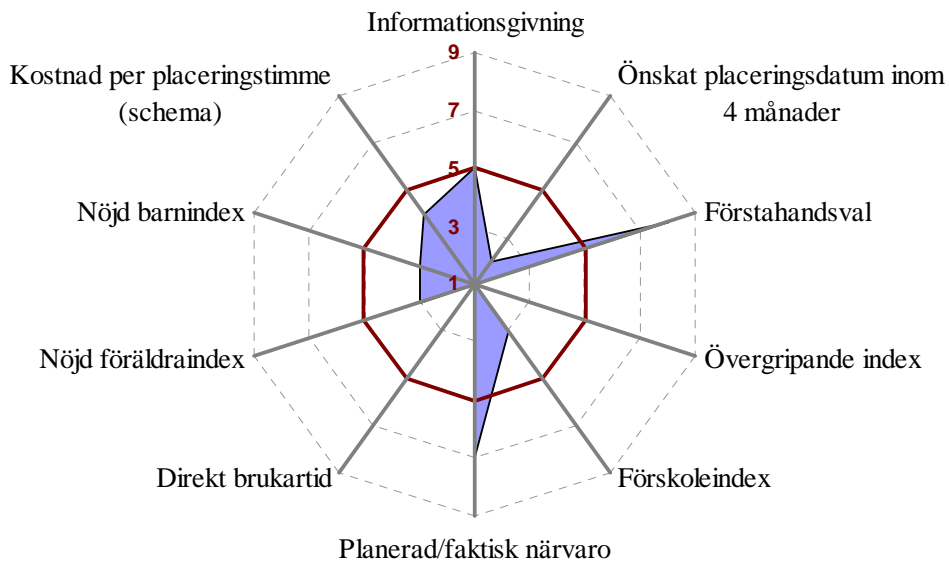 Informationsgivning
Kostnad per placeringstimme
(schema)
Önskat placeringsdatum inom
4 månader
9
7
5
3
1
Nöjd barnindex
Förstahandsval
Nöjd föräldraindex
Övergripande index
Direkt brukartid
Förskoleindex
Planerad/faktisk närvaro